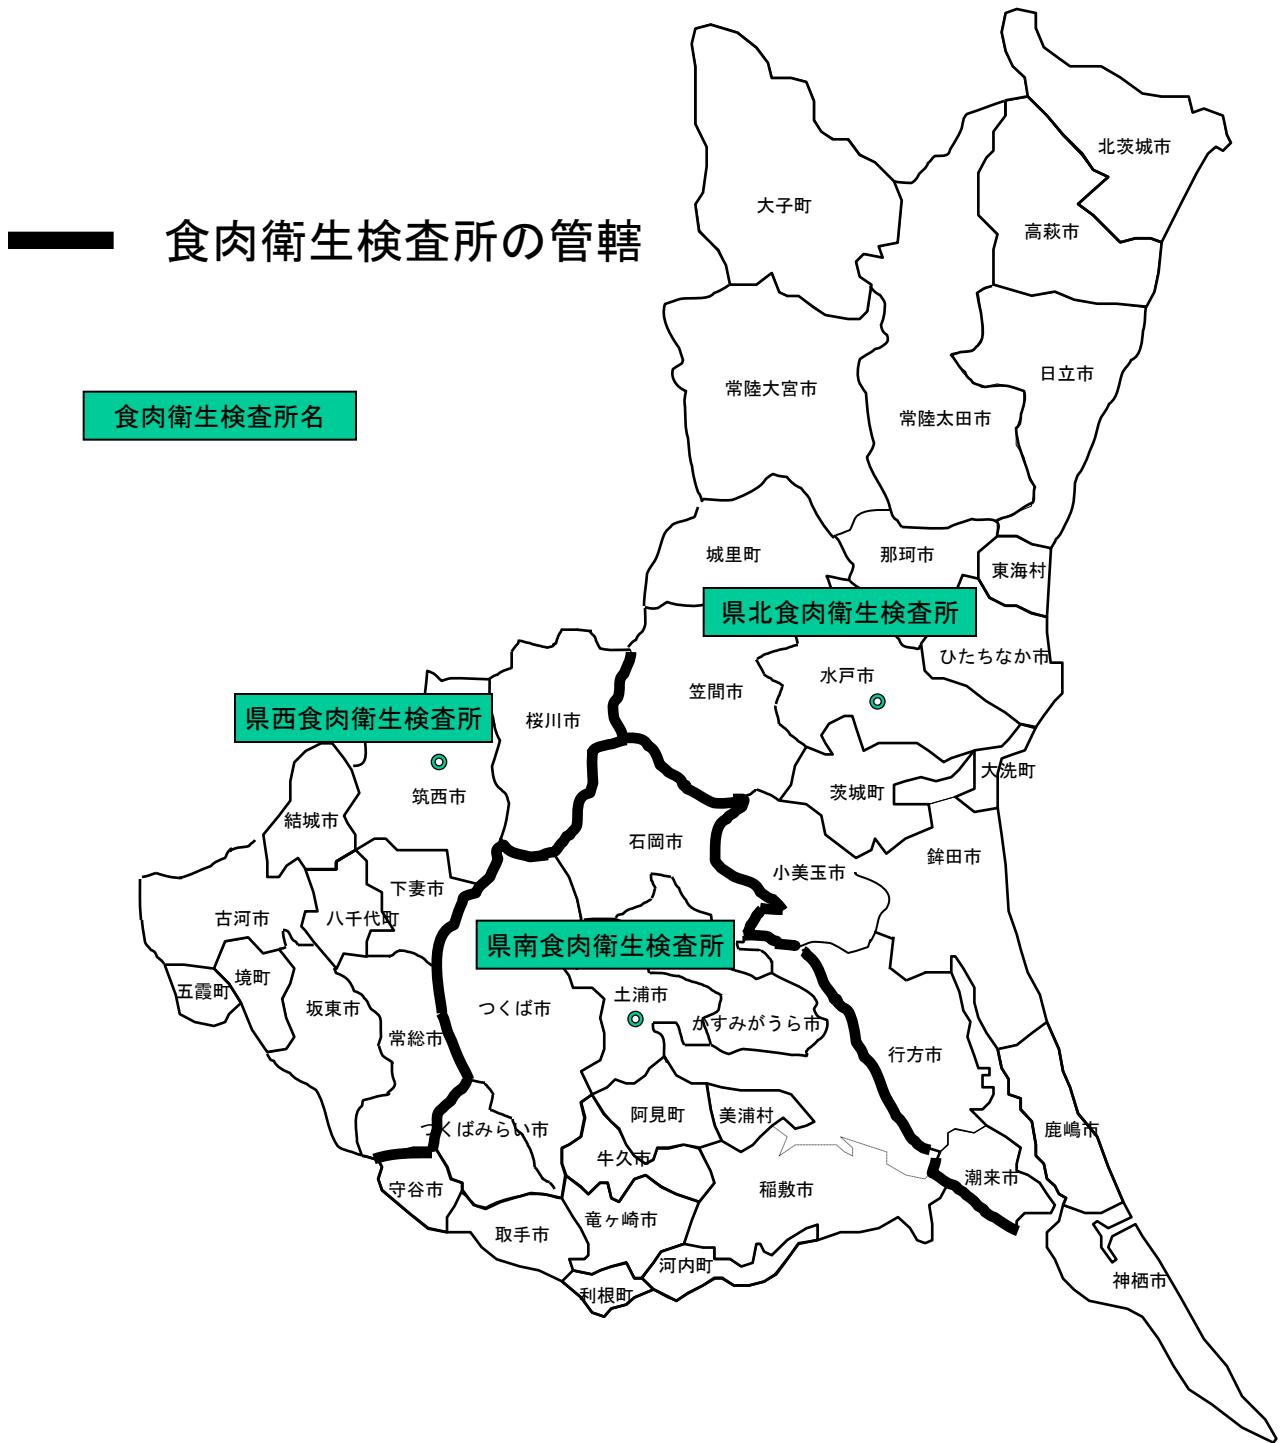 北茨城市
大子町
高萩市
食肉衛生検査所の管轄
日立市
常陸大宮市
食肉衛生検査所名
常陸太田市
城里町
那珂市
東海村
県北食肉衛生検査所
ひたちなか市
水戸市
笠間市
県西食肉衛生検査所
桜川市
大洗町
茨城町
筑西市
結城市
石岡市
鉾田市
小美玉市
下妻市
古河市
八千代町
県南食肉衛生検査所
境町
五霞町
土浦市
坂東市
つくば市
かすみがうら市
常総市
行方市
阿見町
美浦村
つくばみらい市
鹿嶋市
牛久市
潮来市
守谷市
稲敷市
竜ヶ崎市
取手市
河内町
神栖市
利根町